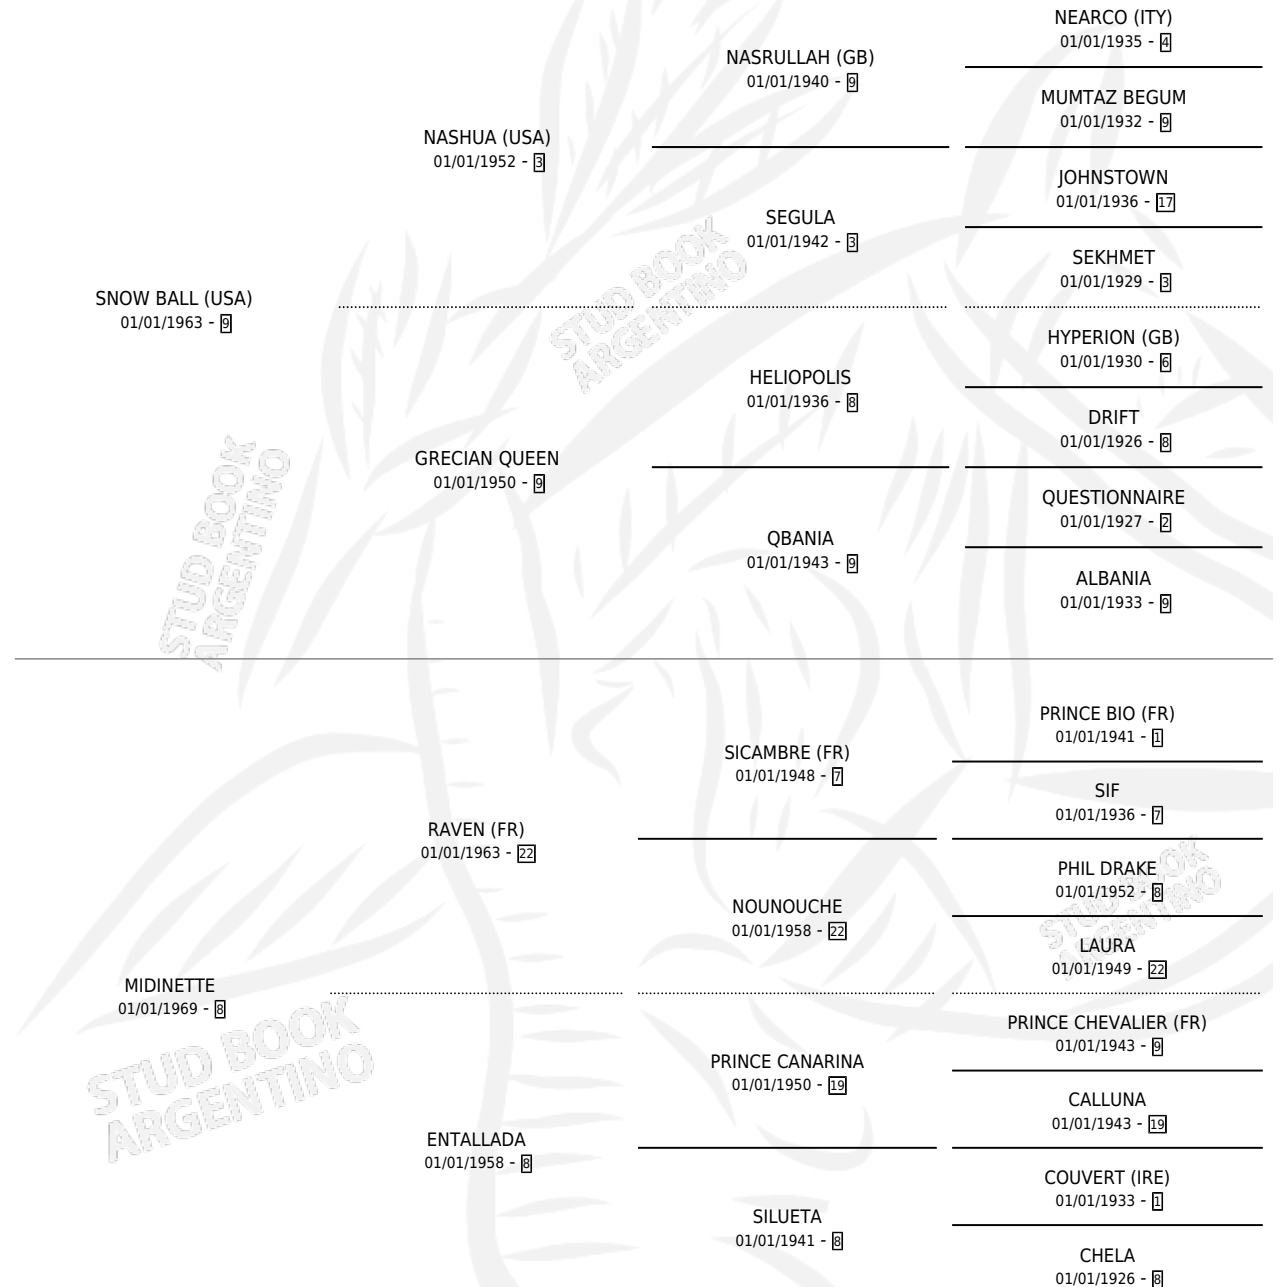 NEARCO (ITY)
01/01/1935 - 4
NASRULLAH (GB)
01/01/1940 - 9
MUMTAZ BEGUM
01/01/1932 - 9
NASHUA (USA)
01/01/1952 - 3
JOHNSTOWN
01/01/1936 - 17
SEGULA
01/01/1942 - 3
SEKHMET
01/01/1929 - 3
SNOW BALL (USA)
01/01/1963 - 9
HYPERION (GB)
01/01/1930 - 6
HELIOPOLIS
01/01/1936 - 8
DRIFT
01/01/1926 - 8
GRECIAN QUEEN
01/01/1950 - 9
QUESTIONNAIRE
01/01/1927 - 2
QBANIA
01/01/1943 - 9
ALBANIA
01/01/1933 - 9
STUD BOOK
ARGENTINO
STUD BOOK
ARGENTINO
PRINCE BIO (FR)
01/01/1941 - 1
SICAMBRE (FR)
01/01/1948 - 7
SIF
01/01/1936 - 7
RAVEN (FR)
01/01/1963 - 22
PHIL DRAKE
01/01/1952 - 8
NOUNOUCHE
01/01/1958 - 22
LAURA
01/01/1949 - 22
STUD BOOK
ARGENTINO
MIDINETTE
01/01/1969 - 8
PRINCE CHEVALIER (FR)
01/01/1943 - 9
PRINCE CANARINA
01/01/1950 - 19
CALLUNA
01/01/1943 - 19
ENTALLADA
01/01/1958 - 8
COUVERT (IRE)
01/01/1933 - 1
SILUETA
01/01/1941 - 8
CHELA
01/01/1926 - 8
STUD BOOK
ARGENTINO